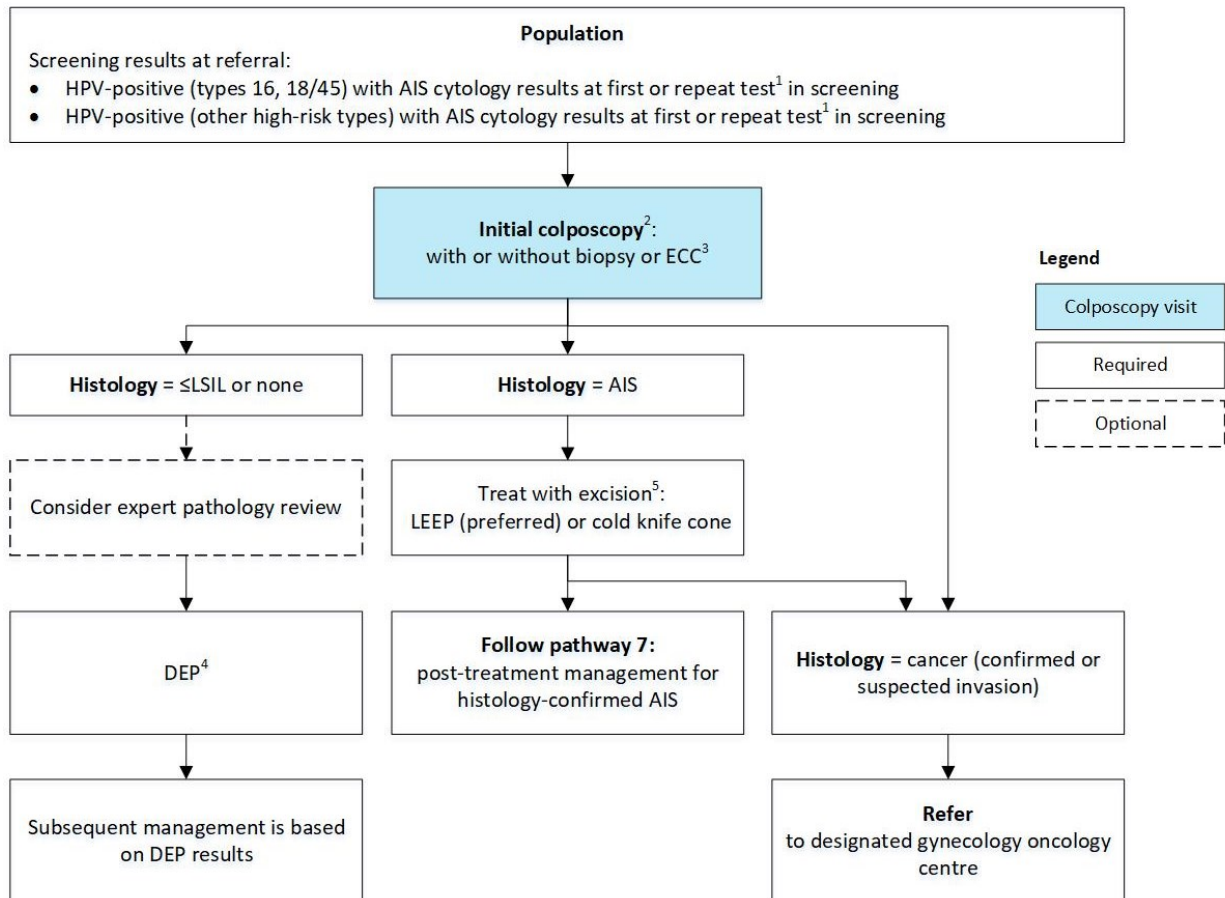 Population
Screening results at referral:
• HPV-positive (types 16, 18/45) with AIS cytology results at first or repeat test¹ in screening
• HPV-positive (other high-risk types) with AIS cytology results at first or repeat test¹ in screening
Initial colposcopy²:
with or without biopsy or ECC³
Legend
Colposcopy visit
Required
Optional
Histology = ≤LSIL or none
Histology = AIS
Consider expert pathology review
Treat with excision⁵:
LEEP (preferred) or cold knife cone
DEP⁴
Follow pathway 7:
post-treatment management for
histology-confirmed AIS
Histology = cancer (confirmed or
suspected invasion)
Subsequent management is based
on DEP results
Refer
to designated gynecology oncology
centre